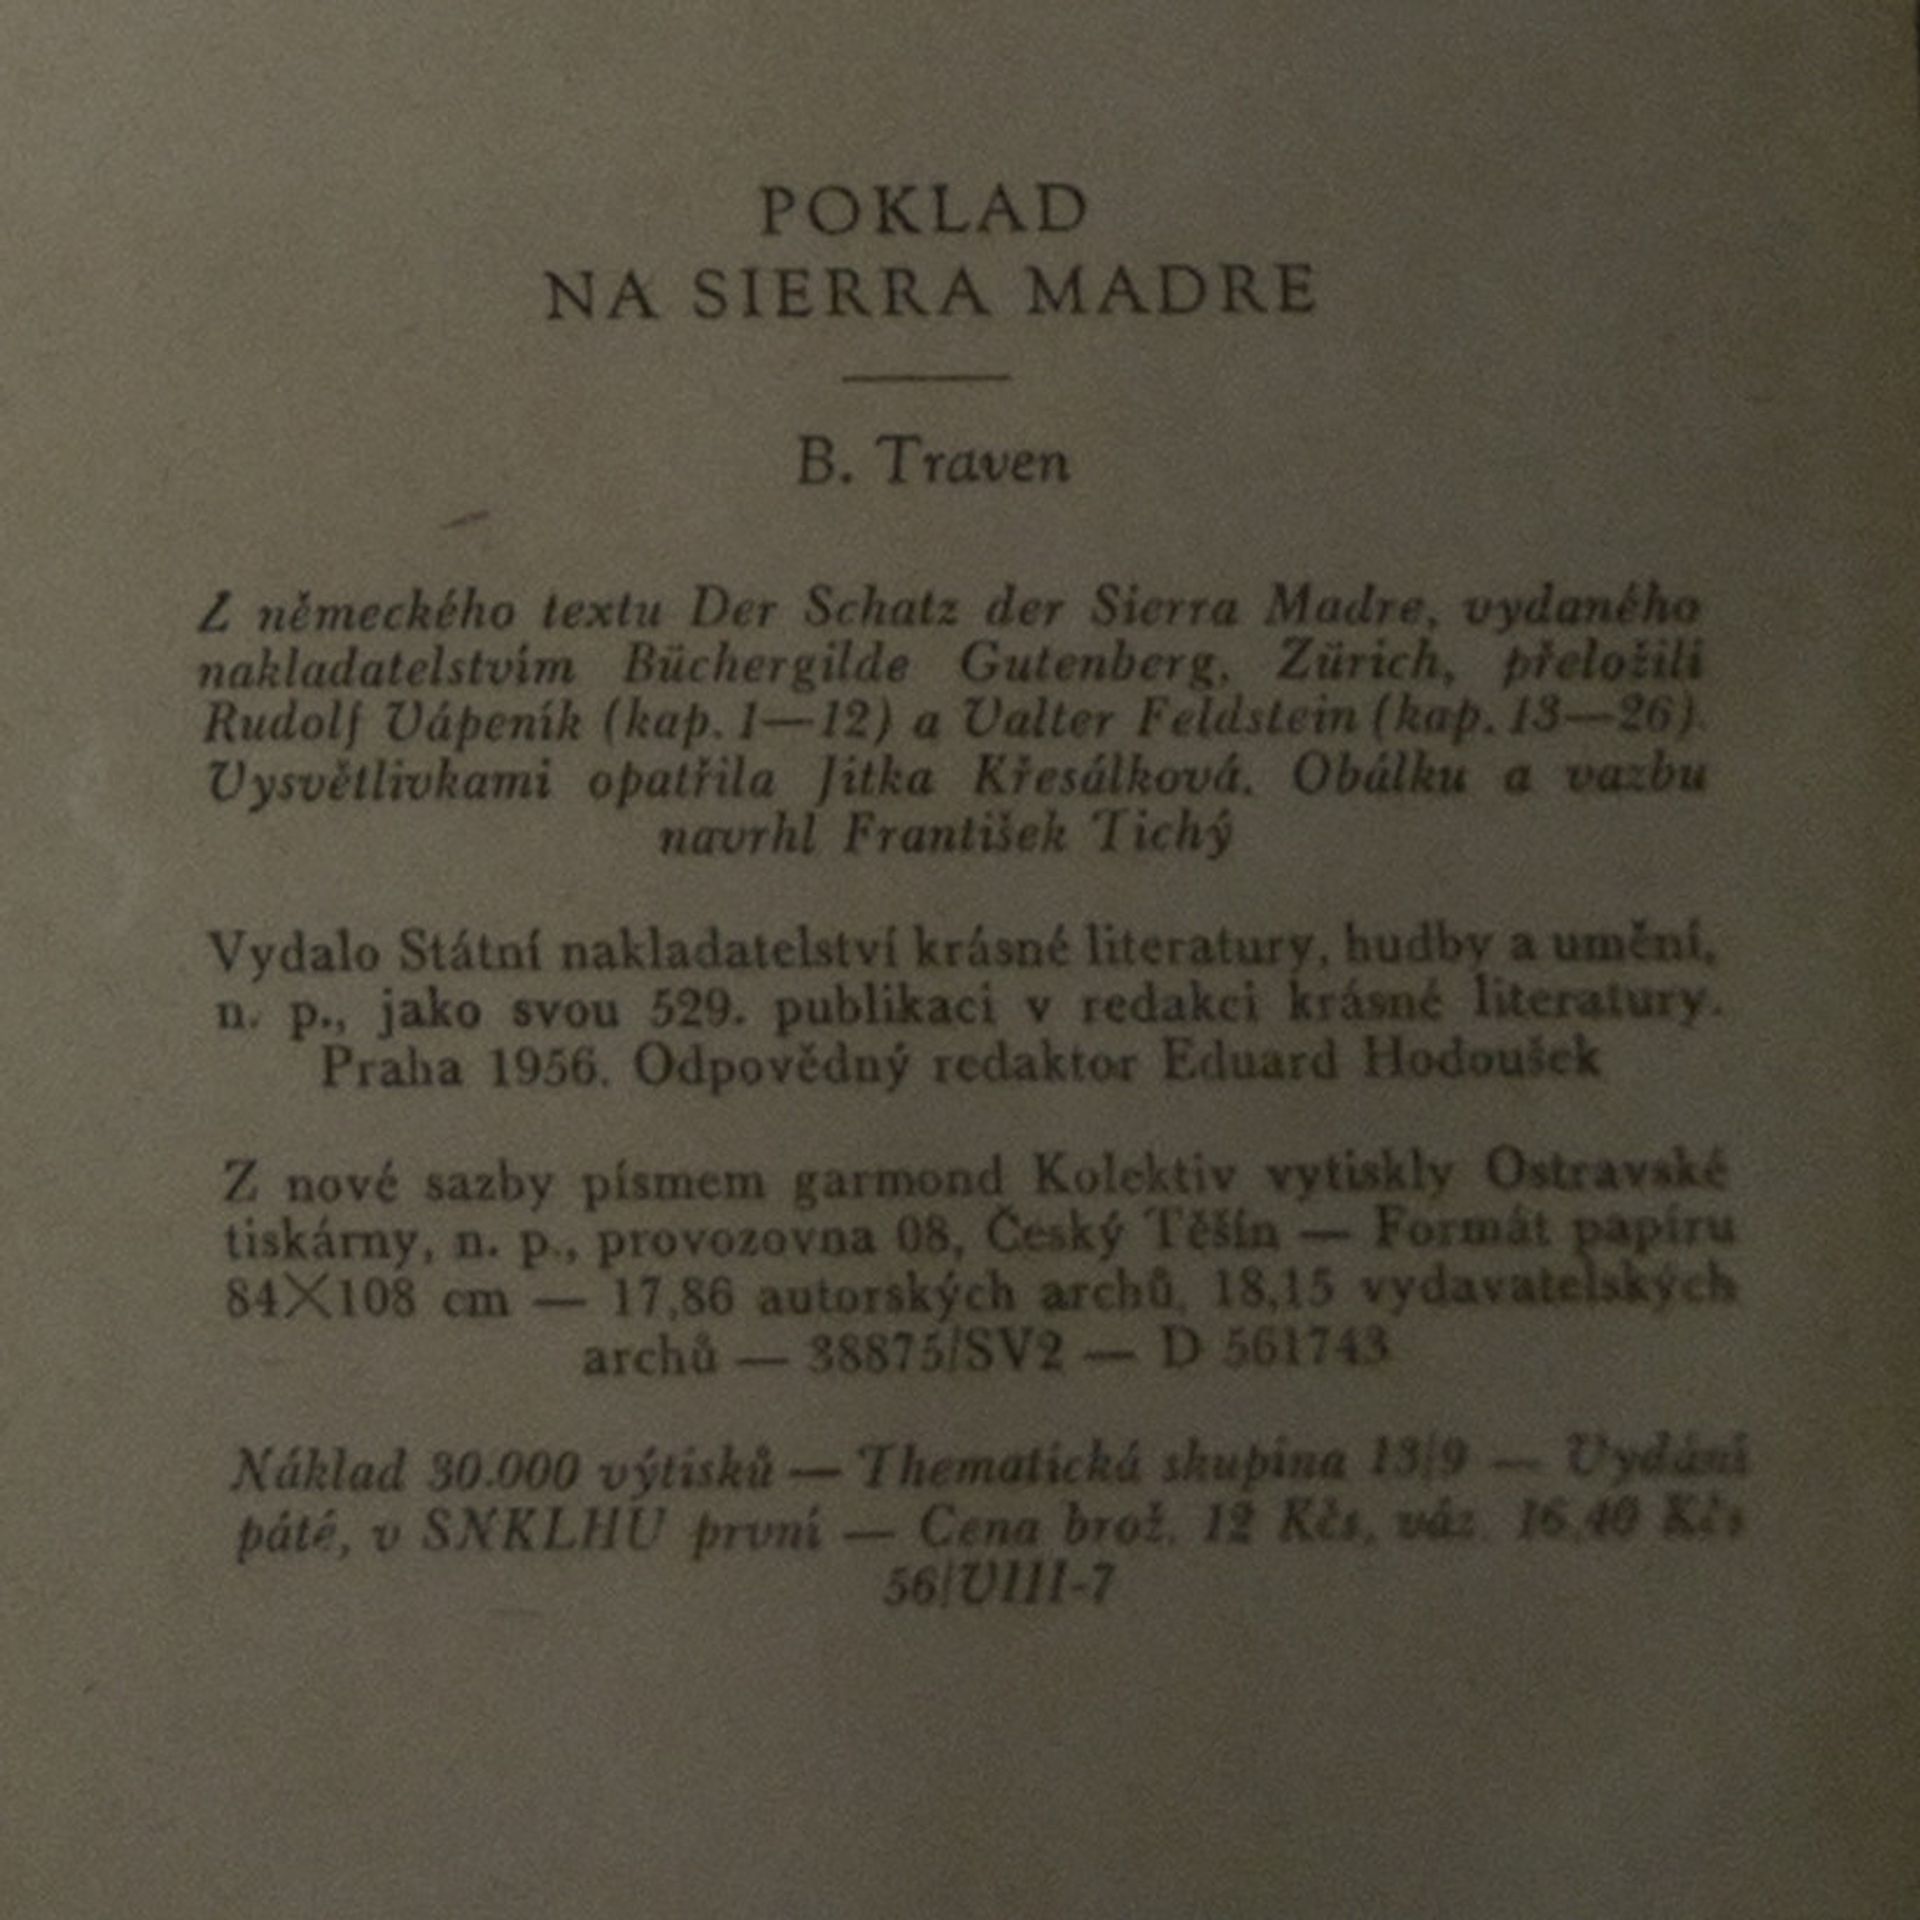 POKLAD
NA SIERRA MADRE
B. Traven
Z německého textu Der Schatz der Sierra Madre, vydaného
nakladatelstvím Büchergilde Gutenberg, Zürich, přeložili
Rudolf Vápeník (kap. 1—12) a Valter Feldstein (kap. 13—26).
Vysvětlivkami opatřila Jitka Křesálková. Obálku a vazbu
navrhl František Tichý
Vydalo Státní nakladatelství krásné literatury, hudby a umění,
n. p., jako svou 529. publikaci v redakci krásné literatury.
Praha 1956. Odpovědný redaktor Eduard Hodoušek
Z nové sazby písmem garmond Kolektiv vytiskly Ostravské
tiskárny, n. p., provozovna 08, Český Těšín — Formát papíru
84×108 cm — 17,86 autorských archů, 18,15 vydavatelských
archů — 38875/SV2 — D 561743
Náklad 30.000 výtisků — Thematická skupina 13/9 — Vydání
páté, v SNKLHU první — Cena brož. 12 Kčs, váz. 16,40 Kčs
56/VIII-7